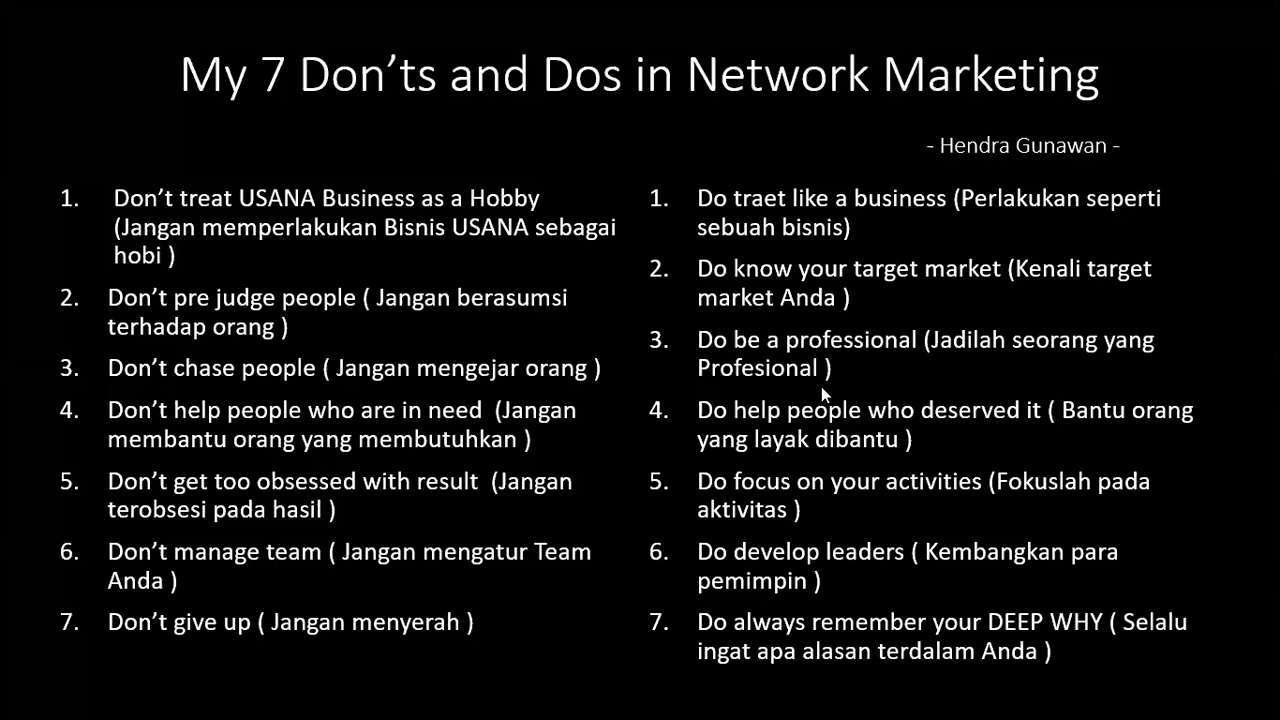 My 7 Don’ts and Dos in Network Marketing
- Hendra Gunawan -
1. Don’t treat USANA Business as a Hobby
(Jangan memperlakukan Bisnis USANA sebagai
hobi )
2. Don’t pre judge people ( Jangan berasumsi
terhadap orang )
3. Don’t chase people ( Jangan mengejar orang )
4. Don’t help people who are in need (Jangan
membantu orang yang membutuhkan )
5. Don’t get too obsessed with result (Jangan
terobsesi pada hasil )
6. Don’t manage team ( Jangan mengatur Team
Anda )
7. Don’t give up ( Jangan menyerah )
1. Do traet like a business (Perlakukan seperti
sebuah bisnis)
2. Do know your target market (Kenali target
market Anda )
3. Do be a professional (Jadilah seorang yang
Profesional )
4. Do help people who deserved it ( Bantu orang
yang layak dibantu )
5. Do focus on your activities (Fokuslah pada
aktivitas )
6. Do develop leaders ( Kembangkan para
pemimpin )
7. Do always remember your DEEP WHY ( Selalu
ingat apa alasan terdalam Anda )